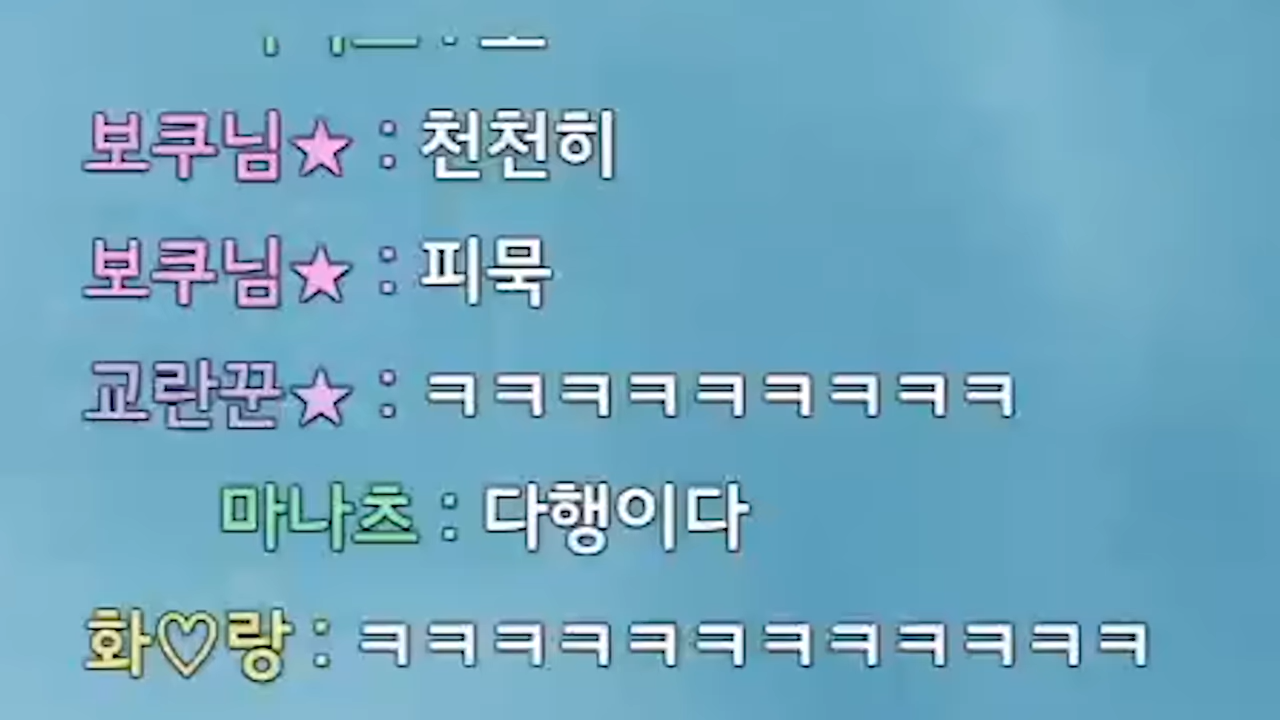 보쿠님★ : 천천히
보쿠님★ : 피묵
교란꾼★ : ㅋㅋㅋㅋㅋㅋㅋㅋㅋ
마나츠 : 다행이다
화♡랑 : ㅋㅋㅋㅋㅋㅋㅋㅋㅋㅋㅋㅋ